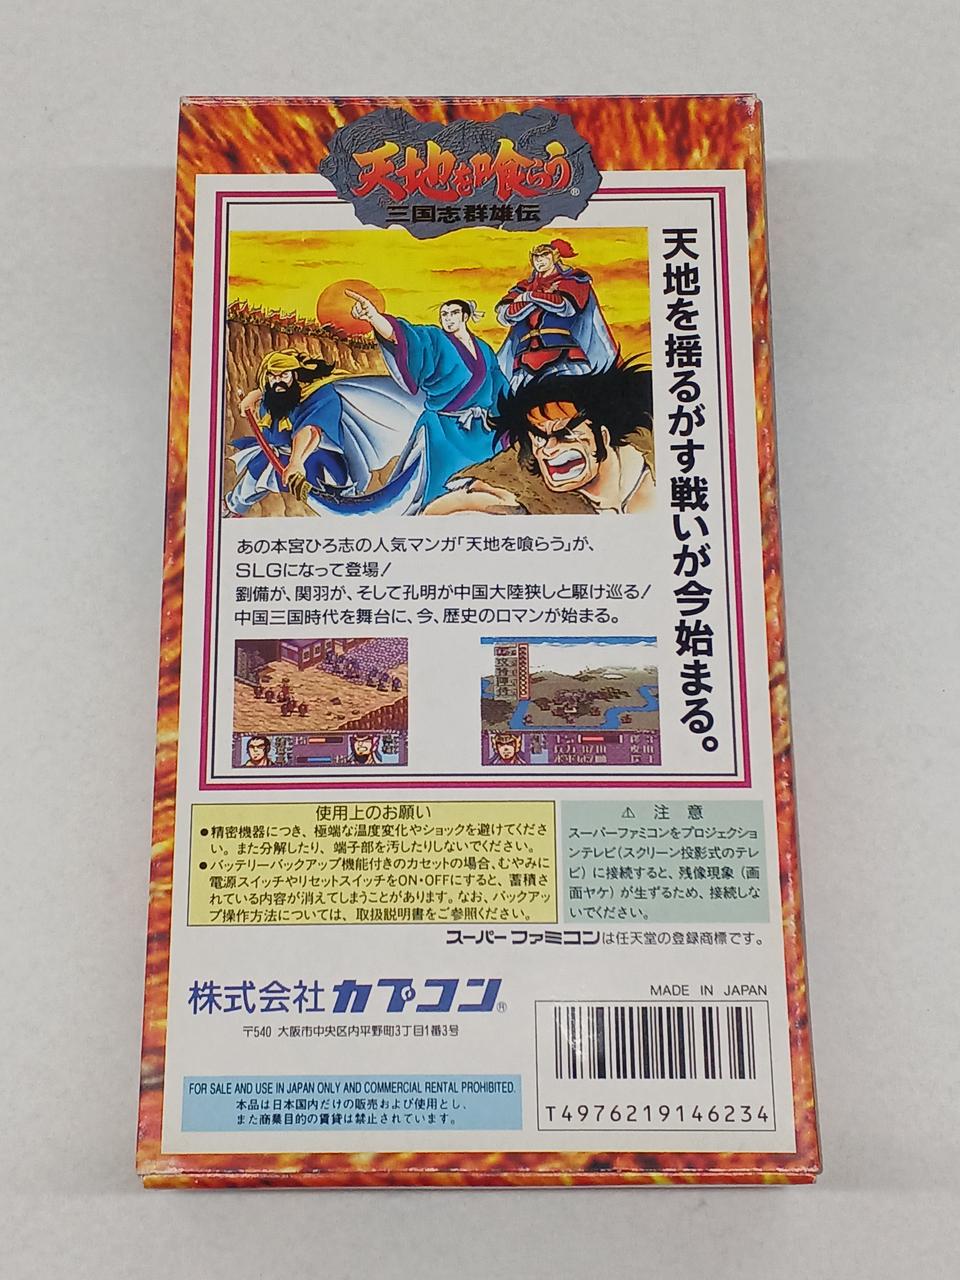 天地を喰らう®
三国志群雄伝
天地を揺るがす戦いが今始まる。
あの本宮ひろ志の人気マンガ「天地を喰らう」が、
SLGになって登場!
劉備が、関羽が、そして孔明が中国大陸狭しと駆け巡る!
中国三国時代を舞台に、今、歴史のロマンが始まる。
使用上のお願い
●精密機器につき、極端な温度変化やショックを避けてくださ
い。また分解したり、端子部を汚したりしないでください。
●バッテリーバックアップ機能付きのカセットの場合、むやみに
電源スイッチやリセットスイッチをON・OFFにすると、蓄積さ
れている内容が消えてしまうことがあります。なお、バックアッ
プ操作方法については、取扱説明書をご参照ください。
⚠ 注意
スーパーファミコンをプロジェクショ
ンテレビ(スクリーン投影式のテレ
ビ)に接続すると、残像現象(画
面ヤケ)が生ずるため、接続しな
いでください。
スーパーファミコンは任天堂の登録商標です。
株式会社カプコン®
〒540 大阪市中央区内平野町3丁目1番3号
MADE IN JAPAN
FOR SALE AND USE IN JAPAN ONLY AND COMMERCIAL RENTAL PROHIBITED.
本品は日本国内だけの販売および使用とし、
また商業目的の賃貸は禁止されています。
T4976219146234